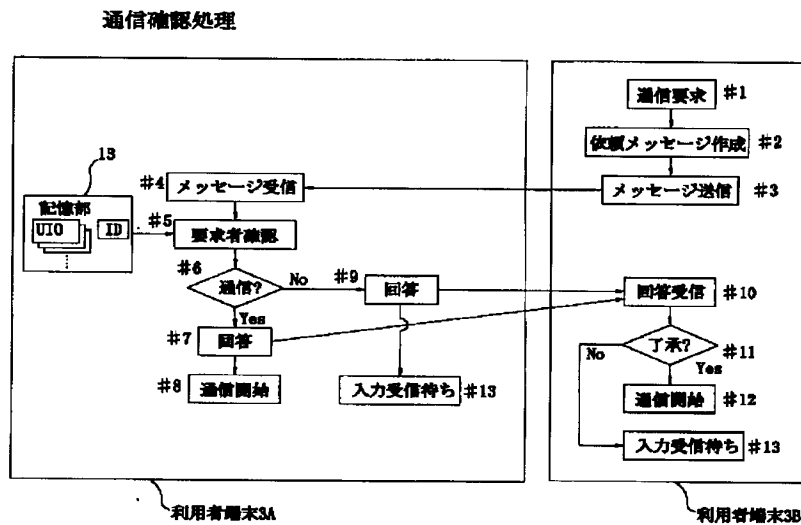 通信確認処理
通信要求 #1
依頼メッセージ作成 #2
メッセージ送信 #3
13
#4 メッセージ受信
記憶部
UIO ID
#5 要求者確認
#6 通信?
No
Yes
#9 回答
#7 回答
#8 通信開始
入力受信待ち #13
回答受信 #10
了承? #11
No
Yes
通信開始 #12
入力受信待ち #13
利用者端末3A
利用者端末3B